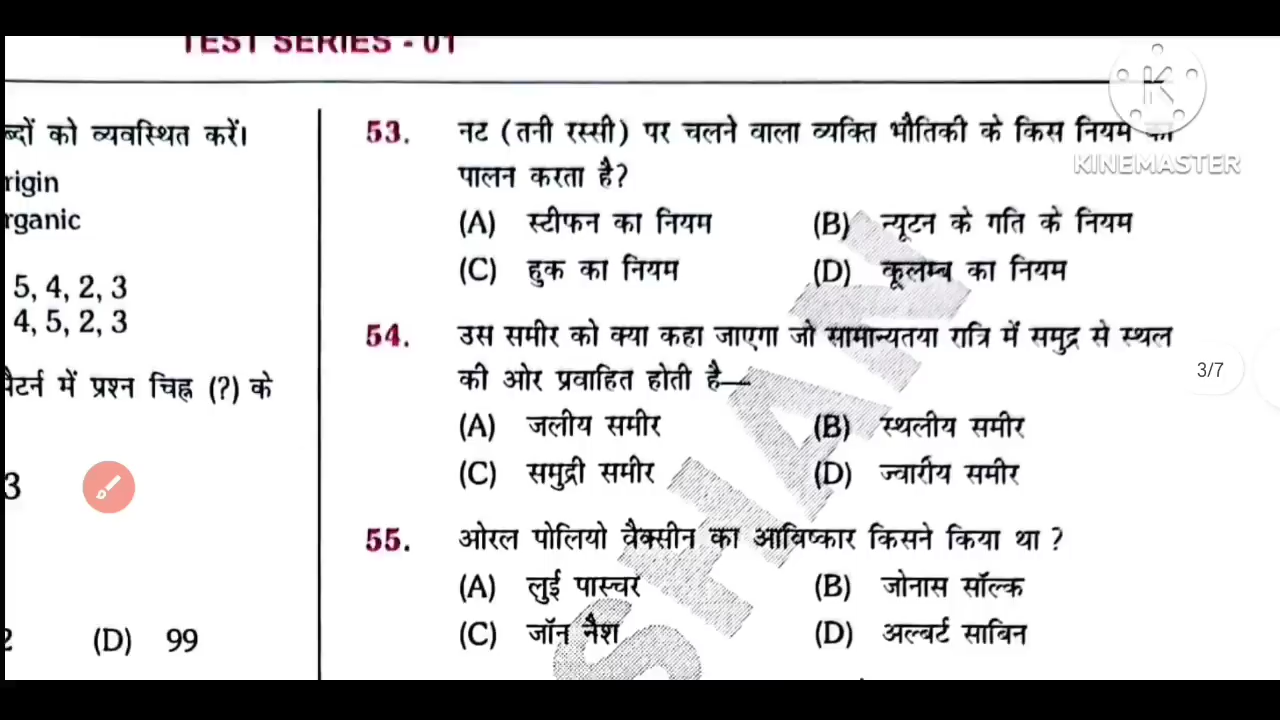 TEST SERIES - 01
KINEMASTER
ब्दों को व्यवस्थित करें।
rigin
rganic
5, 4, 2, 3
4, 5, 2, 3
पैटर्न में प्रश्न चिह्न (?) के
3
2 (D) 99
53. नट (तनी रस्सी) पर चलने वाला व्यक्ति भौतिकी के किस नियम का
पालन करता है?
(A) स्टीफन का नियम (B) न्यूटन के गति के नियम
(C) हुक का नियम (D) कूलम्ब का नियम
54. उस समीर को क्या कहा जाएगा जो सामान्यतया रात्रि में समुद्र से स्थल
की ओर प्रवाहित होती है—
(A) जलीय समीर (B) स्थलीय समीर
(C) समुद्री समीर (D) ज्वारीय समीर
55. ओरल पोलियो वैक्सीन का आविष्कार किसने किया था ?
(A) लुई पास्चर (B) जोनास सॉल्क
(C) जॉन नैश (D) अल्बर्ट साबिन
3/7